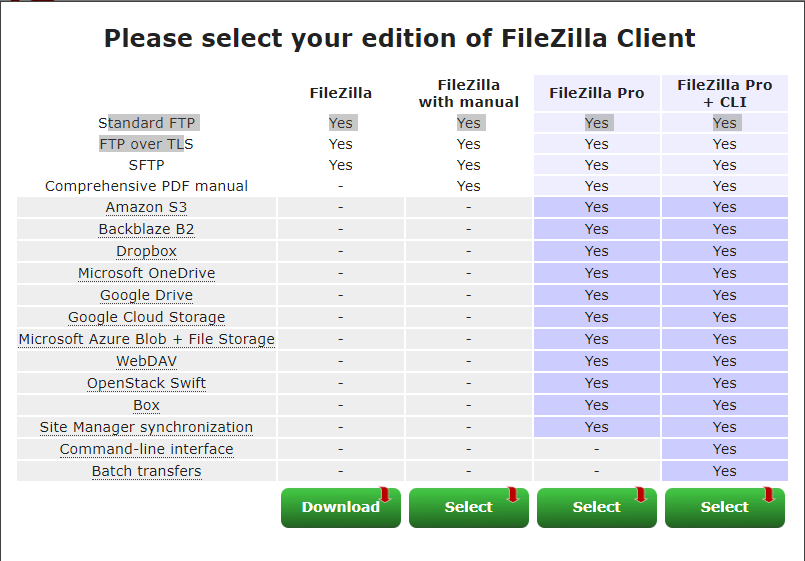 Please select your edition of FileZilla Client
FileZilla FileZilla with manual FileZilla Pro FileZilla Pro + CLI
Standard FTP Yes Yes Yes Yes
FTP over TLS Yes Yes Yes Yes
SFTP Yes Yes Yes Yes
Comprehensive PDF manual - Yes Yes Yes
Amazon S3 - - Yes Yes
Backblaze B2 - - Yes Yes
Dropbox - - Yes Yes
Microsoft OneDrive - - Yes Yes
Google Drive - - Yes Yes
Google Cloud Storage - - Yes Yes
Microsoft Azure Blob + File Storage - - Yes Yes
WebDAV - - Yes Yes
OpenStack Swift - - Yes Yes
Box - - Yes Yes
Site Manager synchronization - - Yes Yes
Command-line interface - - - Yes
Batch transfers - - - Yes
Download Select Select Select